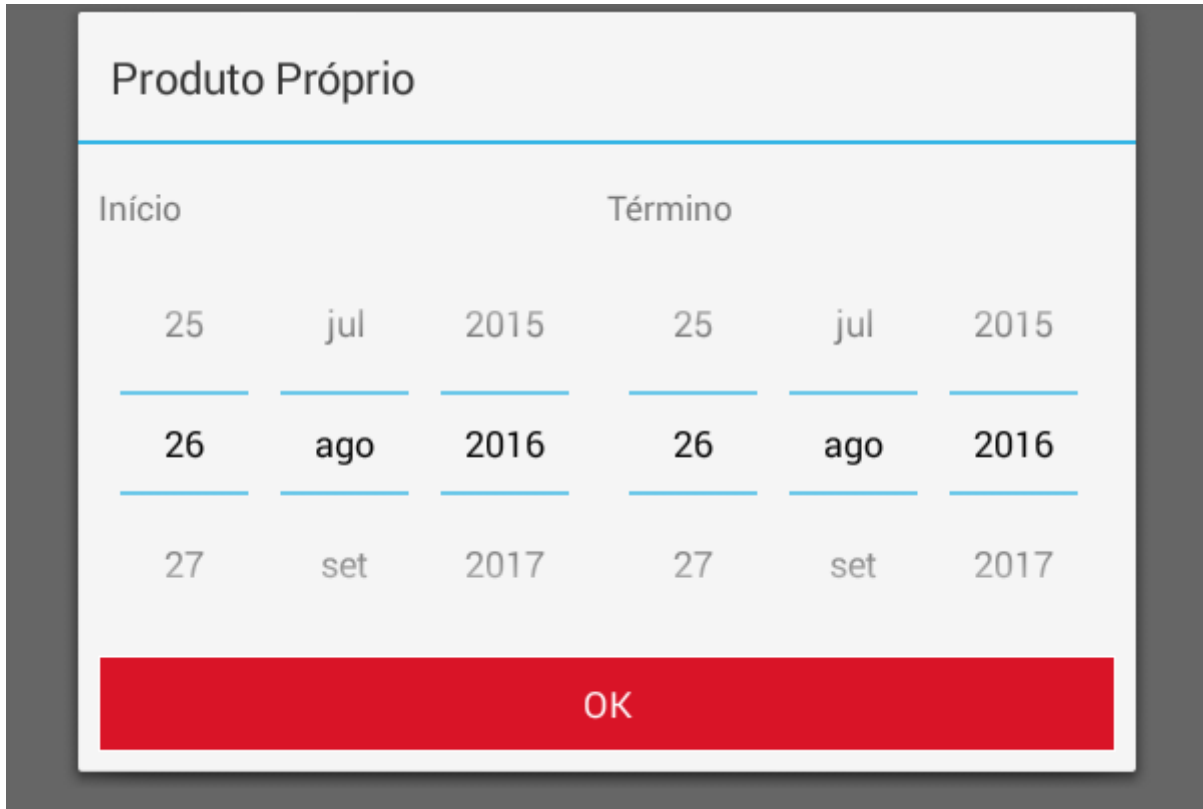 Produto Próprio
Início Término
25 jul 2015 25 jul 2015
26 ago 2016 26 ago 2016
27 set 2017 27 set 2017
OK